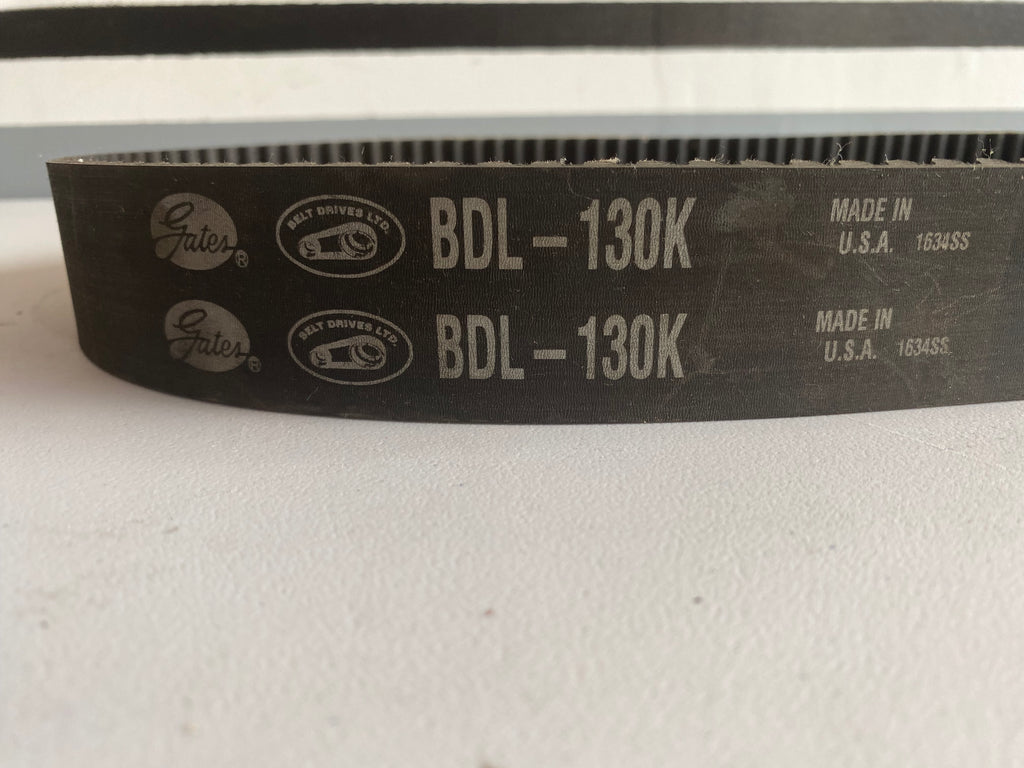 Gates® BELT DRIVES LTD. BDL-130K MADE IN
U.S.A. 1634SS
Gates® BELT DRIVES LTD. BDL-130K MADE IN
U.S.A. 1634SS